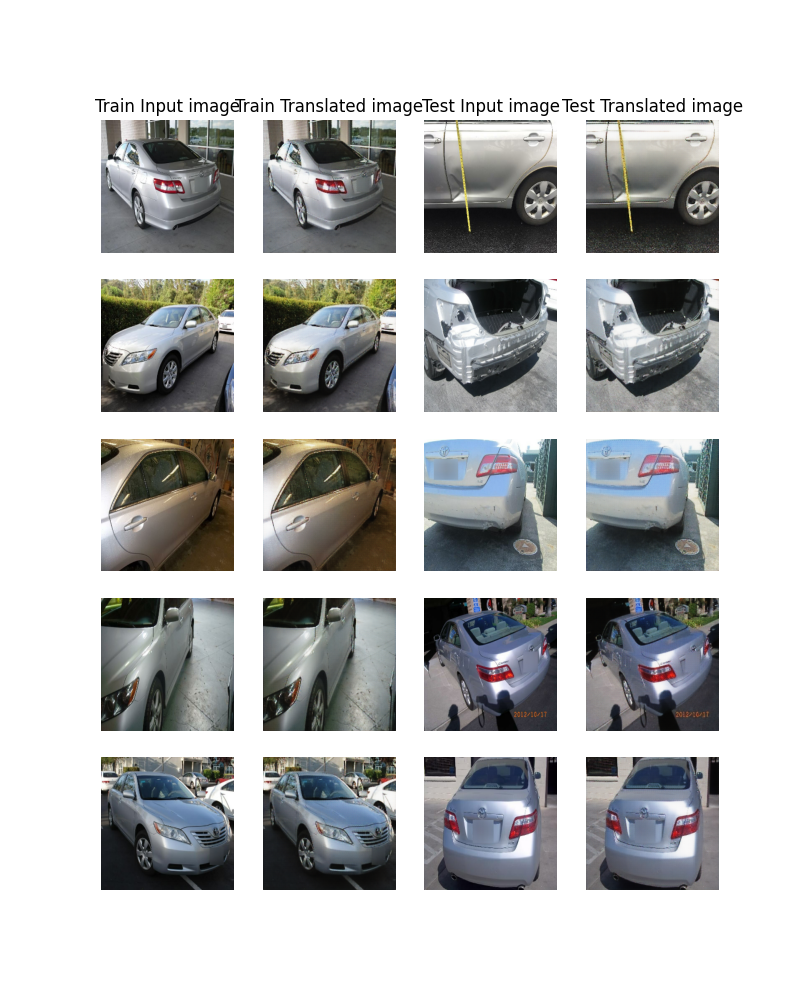 Train Input image
Train Translated image
Test Input image
Test Translated image
2012/10/17
2012/10/17